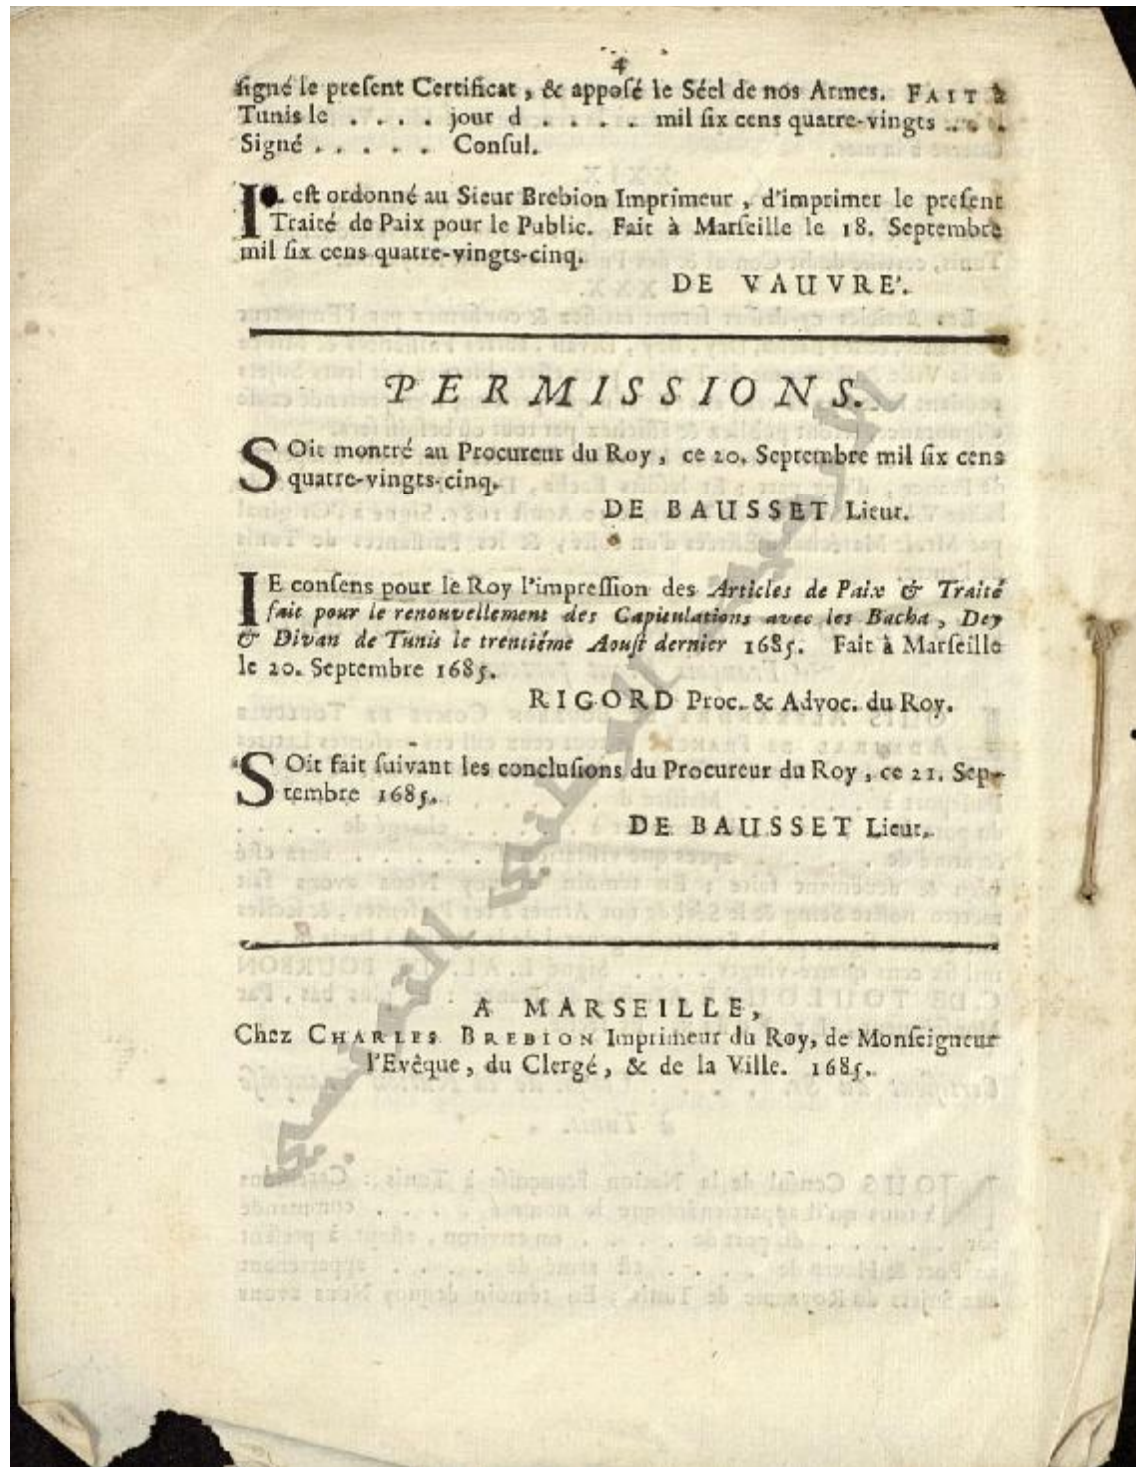 4
signé le preſent Certificat, & appoſé le Séel de nos Armes. FAIT à
Tunis le . . . . jour d . . . . mil ſix cens quatre-vingts . . . .
Signé . . . . . Conſul.
IL eſt ordonné au Sieur Brebion Imprimeur, d'imprimer le preſent
Traité de Paix pour le Public. Fait à Marſeille le 18. Septembre
mil ſix cens quatre-vingts-cinq.
DE VAUVRE'.
PERMISSIONS.
SOit montré au Procureur du Roy, ce 20. Septembre mil ſix cens
quatre-vingts-cinq.
DE BAUSSET Lieut.
IE conſens pour le Roy l'impreſſion des Articles de Paix & Traité
fait pour le renouvellement des Capitulations avec les Bacha, Dey
& Divan de Tunis le trentiéme Aouſt dernier 1685. Fait à Marſeille
le 20. Septembre 1685.
RIGORD Proc. & Advoc. du Roy.
SOit fait ſuivant les concluſions du Procureur du Roy, ce 21. Sep-
tembre 1685.
DE BAUSSET Lieut.
A MARSEILLE,
Chez CHARLES BREBION Imprimeur du Roy, de Monſeigneur
l'Evêque, du Clergé, & de la Ville. 1685.